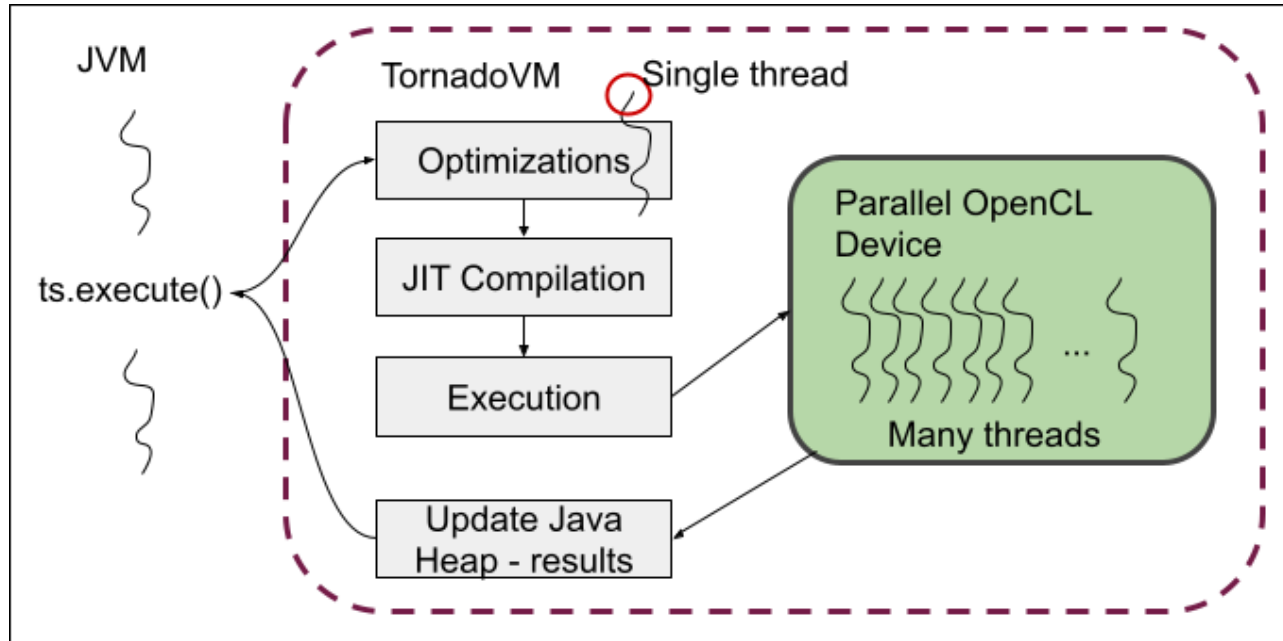 JVM
ts.execute()
TornadoVM
Single thread
Optimizations
JIT Compilation
Execution
Update Java
Heap - results
Parallel OpenCL
Device
...
Many threads